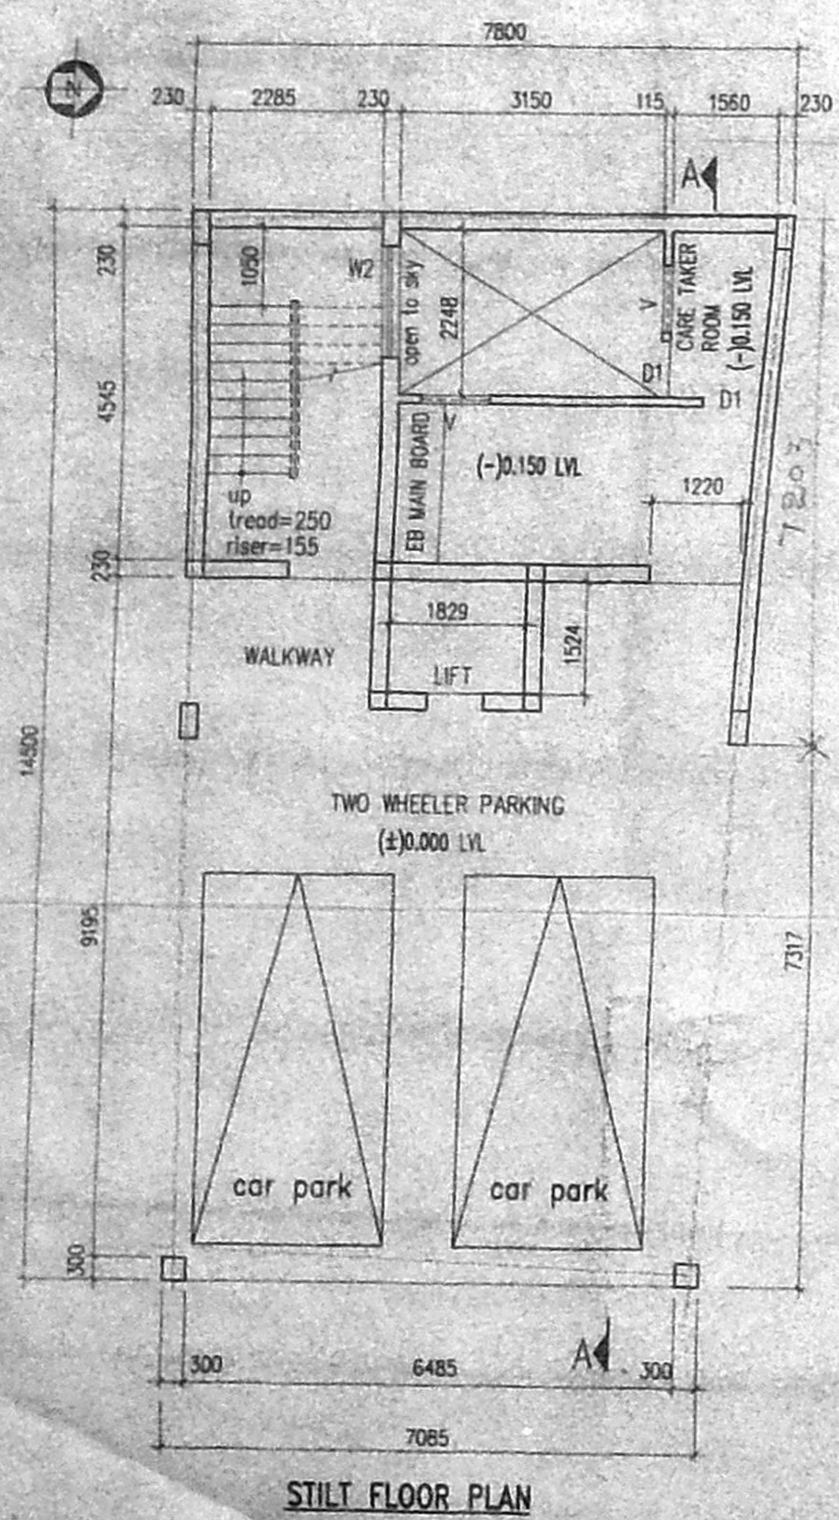 7800
N
230 2285 230 3150 115 1560 230
A
230
1050
W2
open to sky
2248
V
CARE TAKER
ROOM
(-)0.150 LVL
D1
D1
4545
EB MAIN BOARD
V
(-)0.150 LVL
1220
7203
up
tread=250
riser=155
230
1829
1524
WALKWAY
LIFT
14500
TWO WHEELER PARKING
(±)0.000 LVL
9195
7317
car park
car park
300
300 6485 300
A
7085
STILT FLOOR PLAN